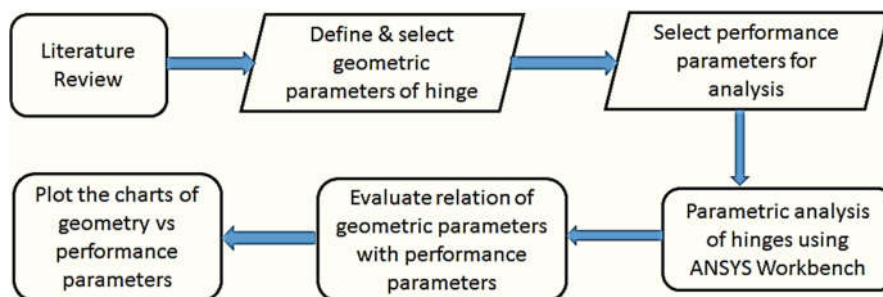 Literature
Review
Define & select
geometric
parameters of hinge
Select performance
parameters for
analysis
Parametric analysis
of hinges using
ANSYS Workbench
Evaluate relation of
geometric parameters
with performance
parameters
Plot the charts of
geometry vs
performance
parameters